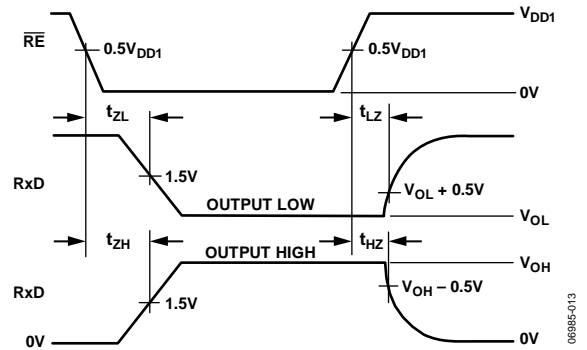 VDD1
RE
0.5VDD1
0.5VDD1
0V
tZL
tLZ
RxD
1.5V
VOL + 0.5V
OUTPUT LOW
VOL
tZH
tHZ
OUTPUT HIGH
VOH
RxD
1.5V
VOH – 0.5V
0V
0V
06985-013